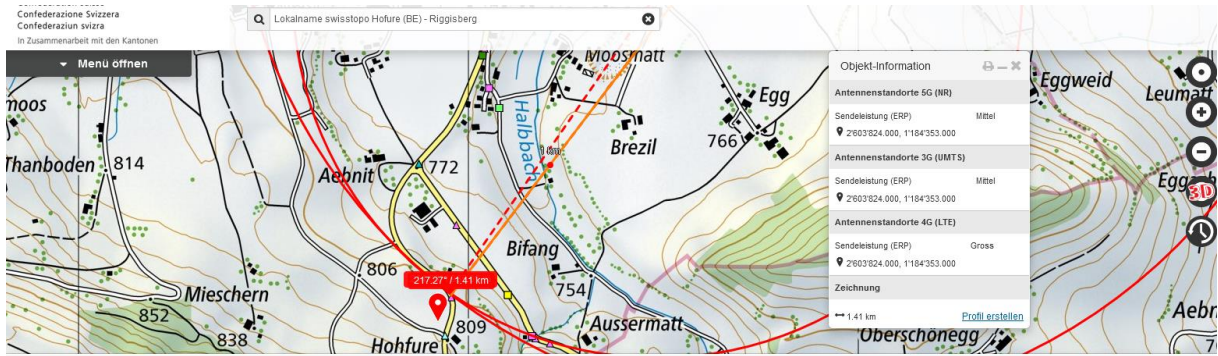 Confederazione Svizzera
Confederaziun svizra
In Zusammenarbeit mit den Kantonen
Lokalname swisstopo Hofure (BE) - Riggisberg
Menü öffnen
Objekt-Information
Antennenstandorte 5G (NR)
Sendeleistung (ERP) Mittel
2'603'824.000, 1'184'353.000
Antennenstandorte 3G (UMTS)
Sendeleistung (ERP) Mittel
2'603'824.000, 1'184'353.000
Antennenstandorte 4G (LTE)
Sendeleistung (ERP) Gross
2'603'824.000, 1'184'353.000
Zeichnung
1.41 km Profil erstellen
3D
moos
Moosmatt
Egg
Eggweid
Leumatt
Thanboden
814
Aebnit
772
Halbbach
1 km
Brezil
766
Bifang
806
217.27° / 1.41 km
754
Mieschern
852
838
809
Hohfure
Aussermatt
Oberschönegg